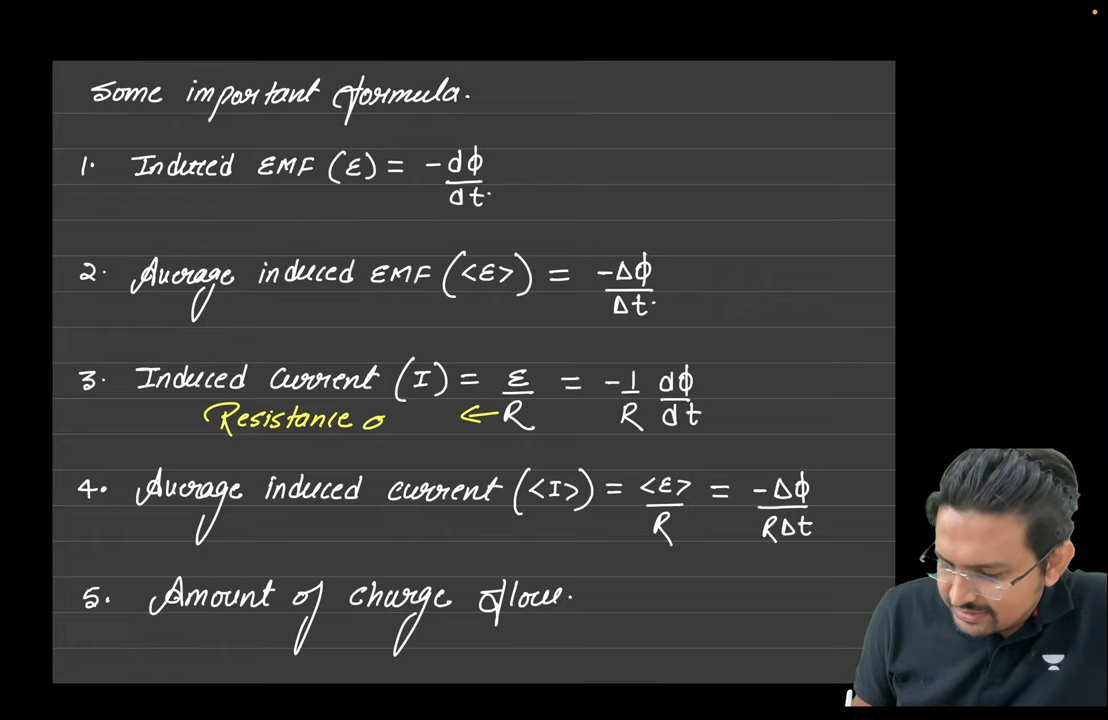 Some important formula.
1. Induced EMF (ε) = -dφ/dt.
2. Average induced EMF (<ε>) = -Δφ/Δt.
3. Induced current (I) = ε/R = -1/R dφ/dt
Resistance o ← 
4. Average induced current (<I>) = <ε>/R = -Δφ/RΔt
5. Amount of charge flow.